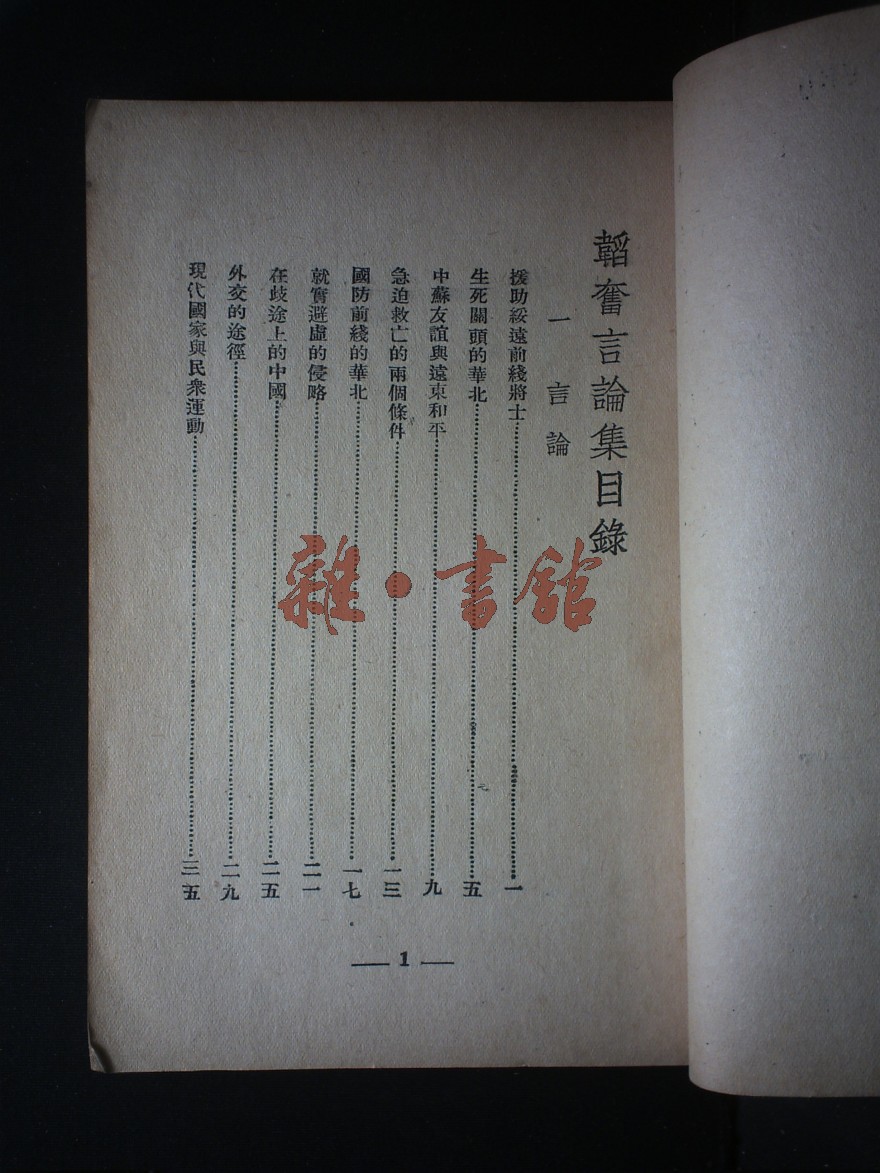 韜奮言論集目錄
一 言論
援助綏遠前綫將士……一
生死關頭的華北……五
中蘇友誼與遠東和平……九
急迫救亡的兩個條件……一三
國防前綫的華北……一七
就實避虛的侵略……二一
在歧途上的中國……二五
外交的途徑……二九
現代國家與民衆運動……三五
— 1 —
雜·書館